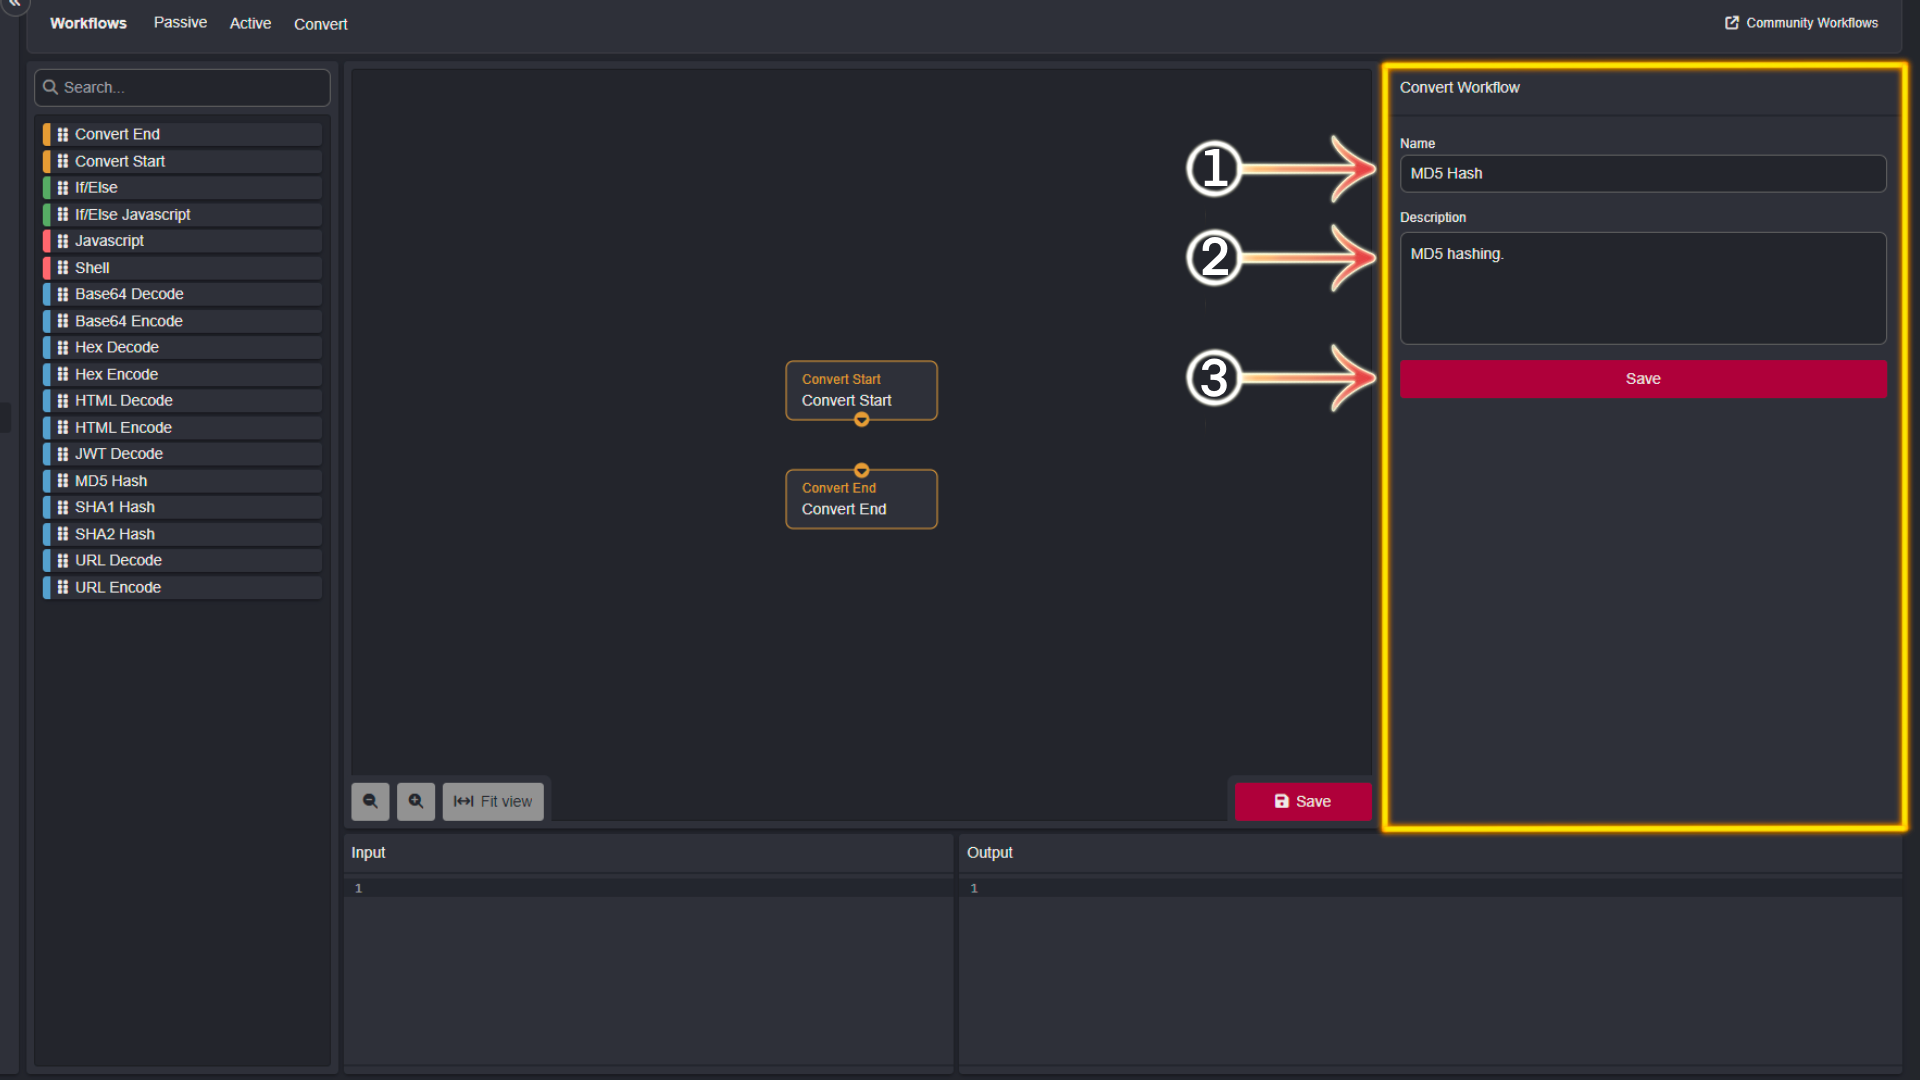 Workflows
Passive
Active
Convert
Community Workflows
Search...
Convert End
Convert Start
If/Else
If/Else Javascript
Javascript
Shell
Base64 Decode
Base64 Encode
Hex Decode
Hex Encode
HTML Decode
HTML Encode
JWT Decode
MD5 Hash
SHA1 Hash
SHA2 Hash
URL Decode
URL Encode
Convert Start
Convert Start
Convert End
Convert End
1
2
3
Fit view
Save
Convert Workflow
Name
MD5 Hash
Description
MD5 hashing.
Save
Input
1
Output
1